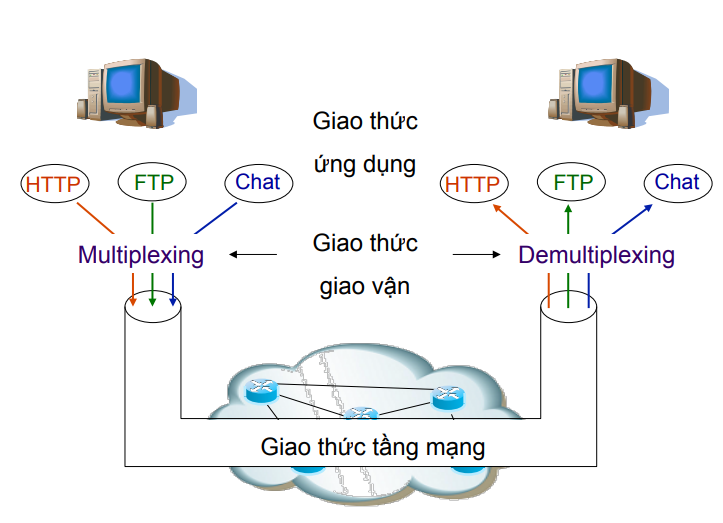 Giao thức
ứng dụng
HTTP
FTP
Chat
HTTP
FTP
Chat
Multiplexing
Giao thức
giao vận
Demultiplexing
Giao thức tầng mạng